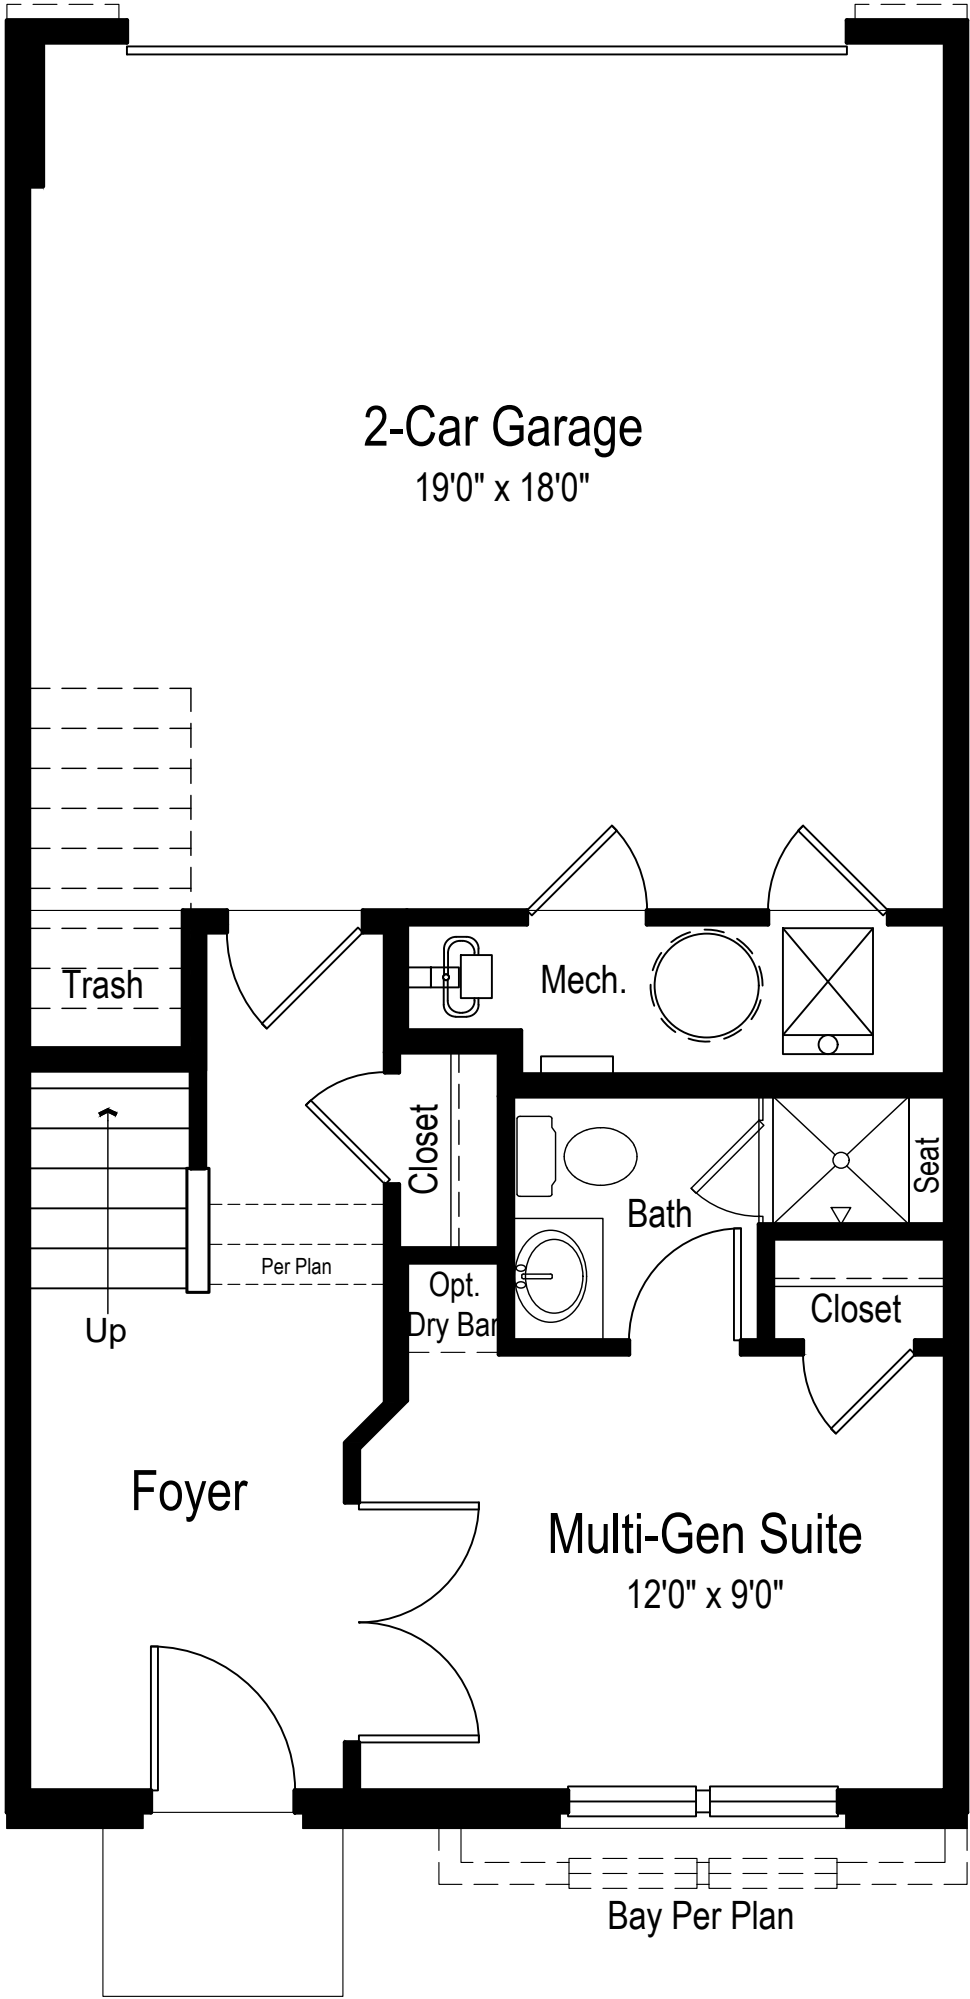 2-Car Garage
19'0" x 18'0"
Trash
Mech.
Closet
Seat
Bath
Per Plan
Opt.
Dry Bar
Closet
Up
Foyer
Multi-Gen Suite
12'0" x 9'0"
Bay Per Plan